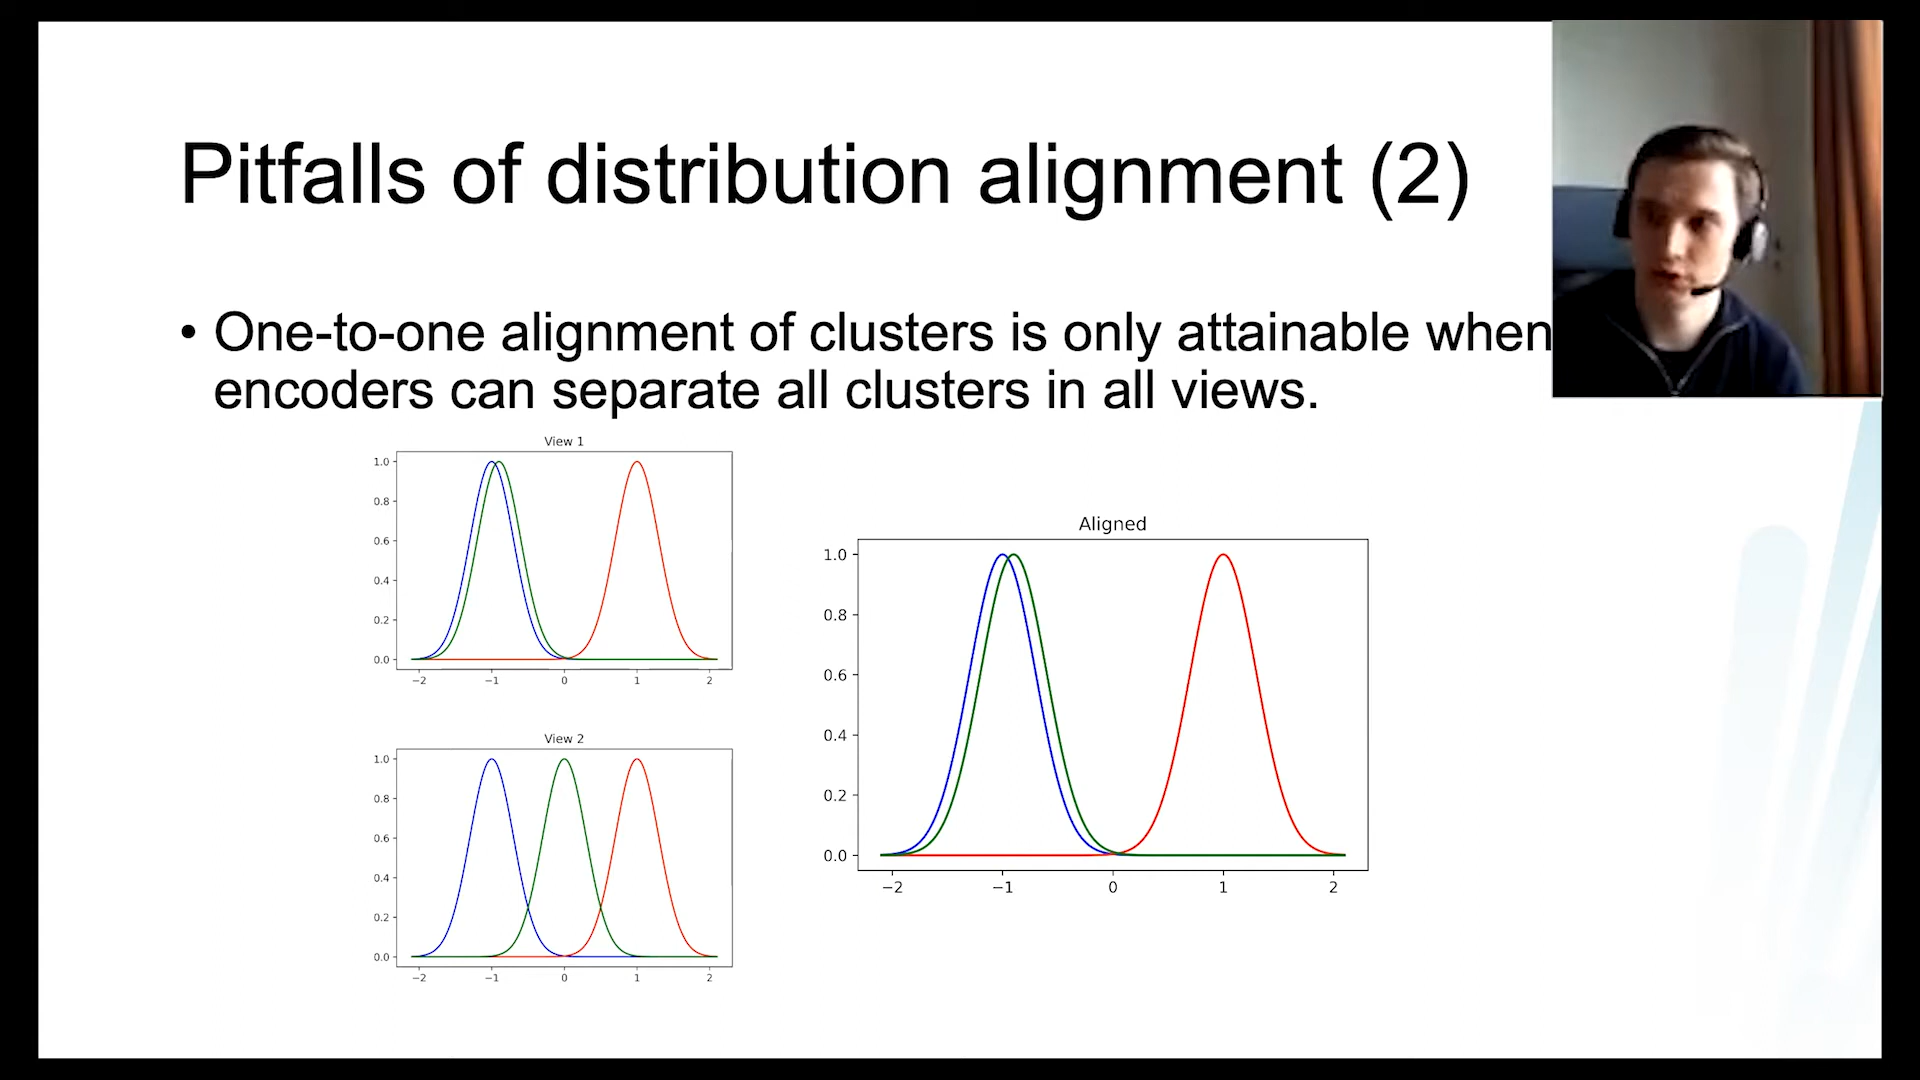 Pitfalls of distribution alignment (2)
• One-to-one alignment of clusters is only attainable when
encoders can separate all clusters in all views.
View 1
1.0
0.8
0.6
0.4
0.2
0.0
−2 −1 0 1 2
View 2
1.0
0.8
0.6
0.4
0.2
0.0
−2 −1 0 1 2
Aligned
1.0
0.8
0.6
0.4
0.2
0.0
−2 −1 0 1 2